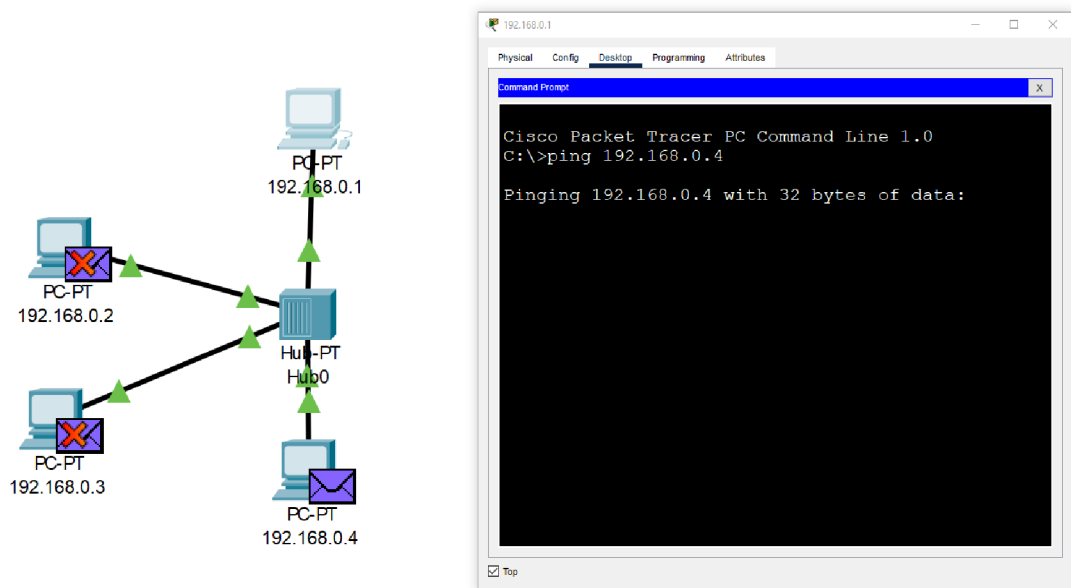 PC-PT
192.168.0.1
PC-PT
192.168.0.2
Hub-PT
Hub0
PC-PT
192.168.0.3
PC-PT
192.168.0.4
192.168.0.1
Physical Config Desktop Programming Attributes
Command Prompt X
Cisco Packet Tracer PC Command Line 1.0
C:\>ping 192.168.0.4
Pinging 192.168.0.4 with 32 bytes of data:
Top